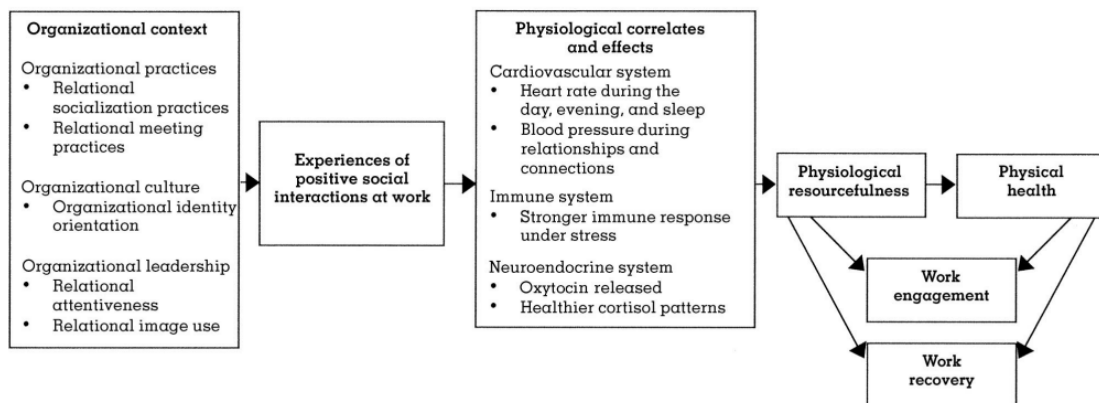 Organizational context
Organizational practices
• Relational
socialization practices
• Relational meeting
practices
Organizational culture
• Organizational identity
orientation
Organizational leadership
• Relational
attentiveness
• Relational image use
Experiences of
positive social
interactions at work
Physiological correlates
and effects
Cardiovascular system
• Heart rate during the
day, evening, and sleep
• Blood pressure during
relationships and
connections
Immune system
• Stronger immune response
under stress
Neuroendocrine system
• Oxytocin released
• Healthier cortisol patterns
Physiological
resourcefulness
Physical
health
Work
engagement
Work
recovery